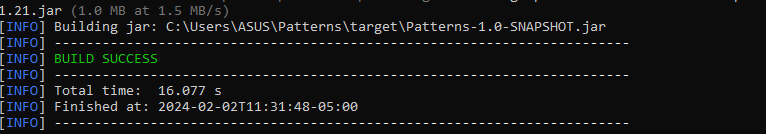 1.21.jar (1.0 MB at 1.5 MB/s)
[INFO] Building jar: C:\Users\ASUS\Patterns\target\Patterns-1.0-SNAPSHOT.jar
[INFO] ------------------------------------------------------------------------
[INFO] BUILD SUCCESS
[INFO] ------------------------------------------------------------------------
[INFO] Total time:  16.077 s
[INFO] Finished at: 2024-02-02T11:31:48-05:00
[INFO] ------------------------------------------------------------------------